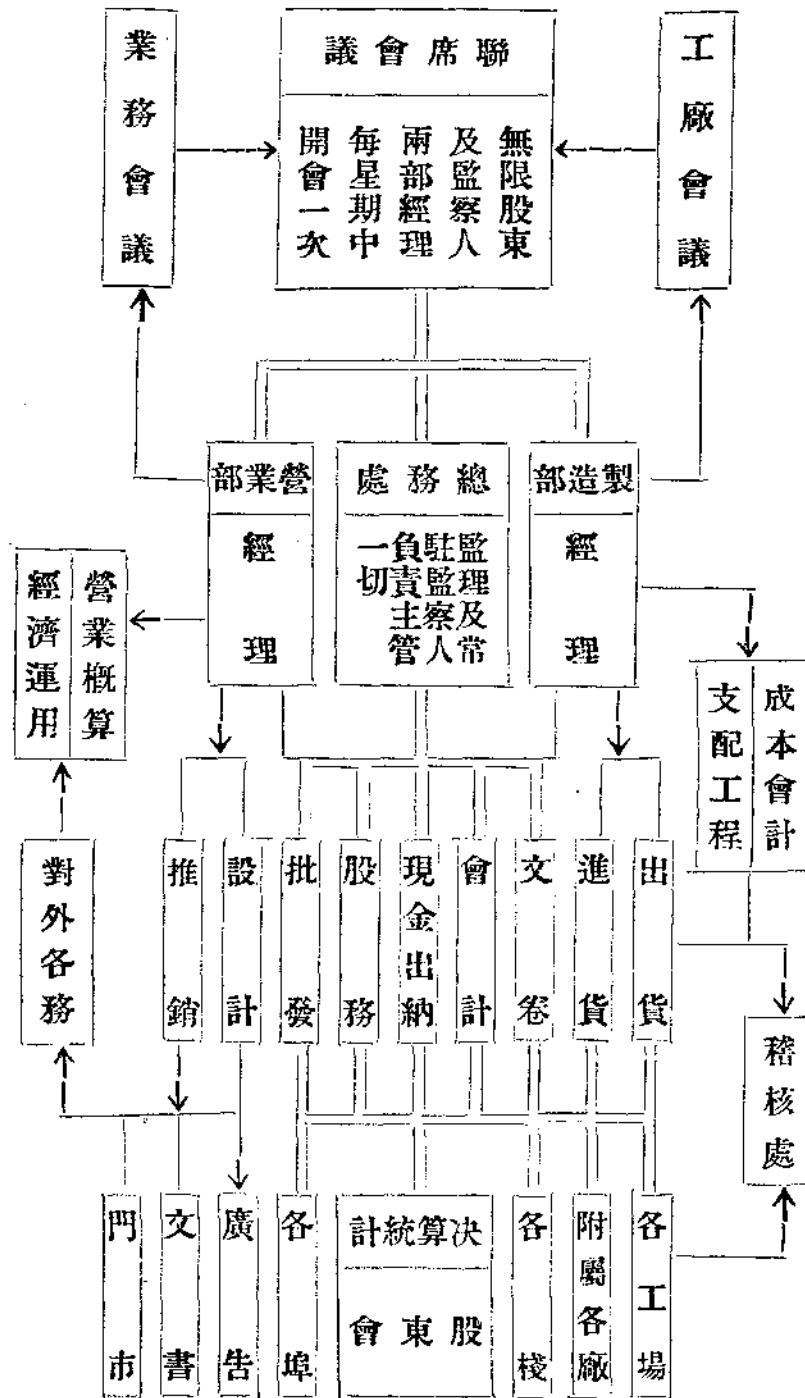 工廠會議
聯席會議
無限股東
及監察人
兩部經理
每星期中
開會一次
業務會議
製造部
經理
總務處
監理及常
駐監察人
負責主管
一切
營業部
經理
成本會計
支配工程
營業概算
經濟運用
出貨
進貨
文卷
會計
現金出納
股務
批發
設計
推銷
對外各務
稽核處
各工場
附屬各廠
各棧
決算統計
股東會
各埠
廣告
文書
門市